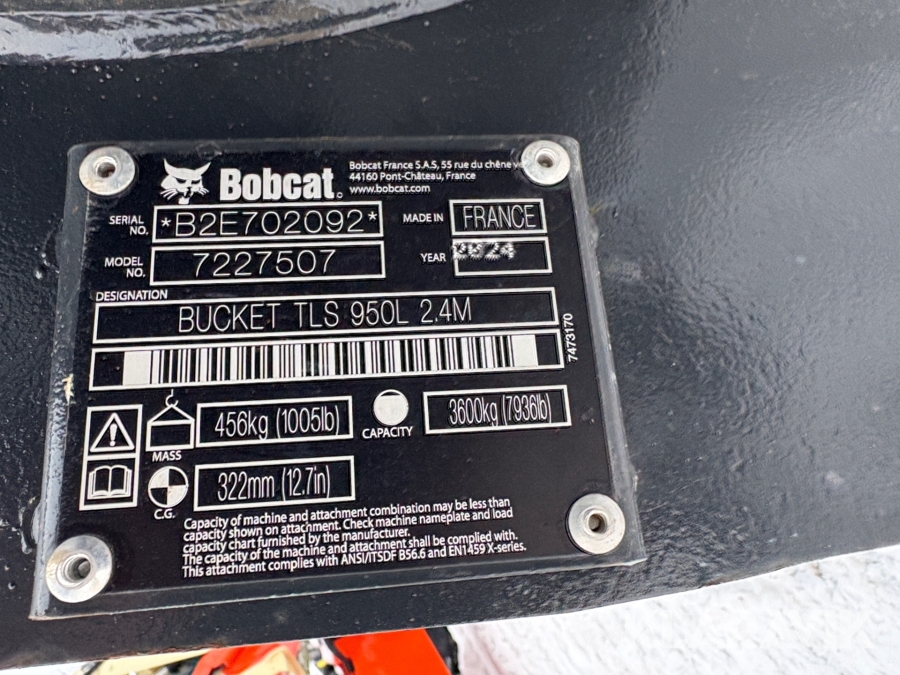 Bobcat
Bobcat France S.A.S, 55 rue du chêne
44160 Pont-Château, France
www.bobcat.com
SERIAL NO. *B2E702092*
MADE IN FRANCE
MODEL NO. 7227507
YEAR 2024
DESIGNATION
BUCKET TLS 950L 2.4M
7473170
MASS 456kg (1005lb)
CAPACITY 3600kg (7936lb)
C.G. 322mm (12.7in)
Capacity of machine and attachment combination may be less than
capacity shown on attachment. Check machine nameplate and load
capacity chart furnished by the manufacturer.
The capacity of the machine and attachment shall be complied with.
This attachment complies with ANSI/ITSDF B56.6 and EN1459 X-series.